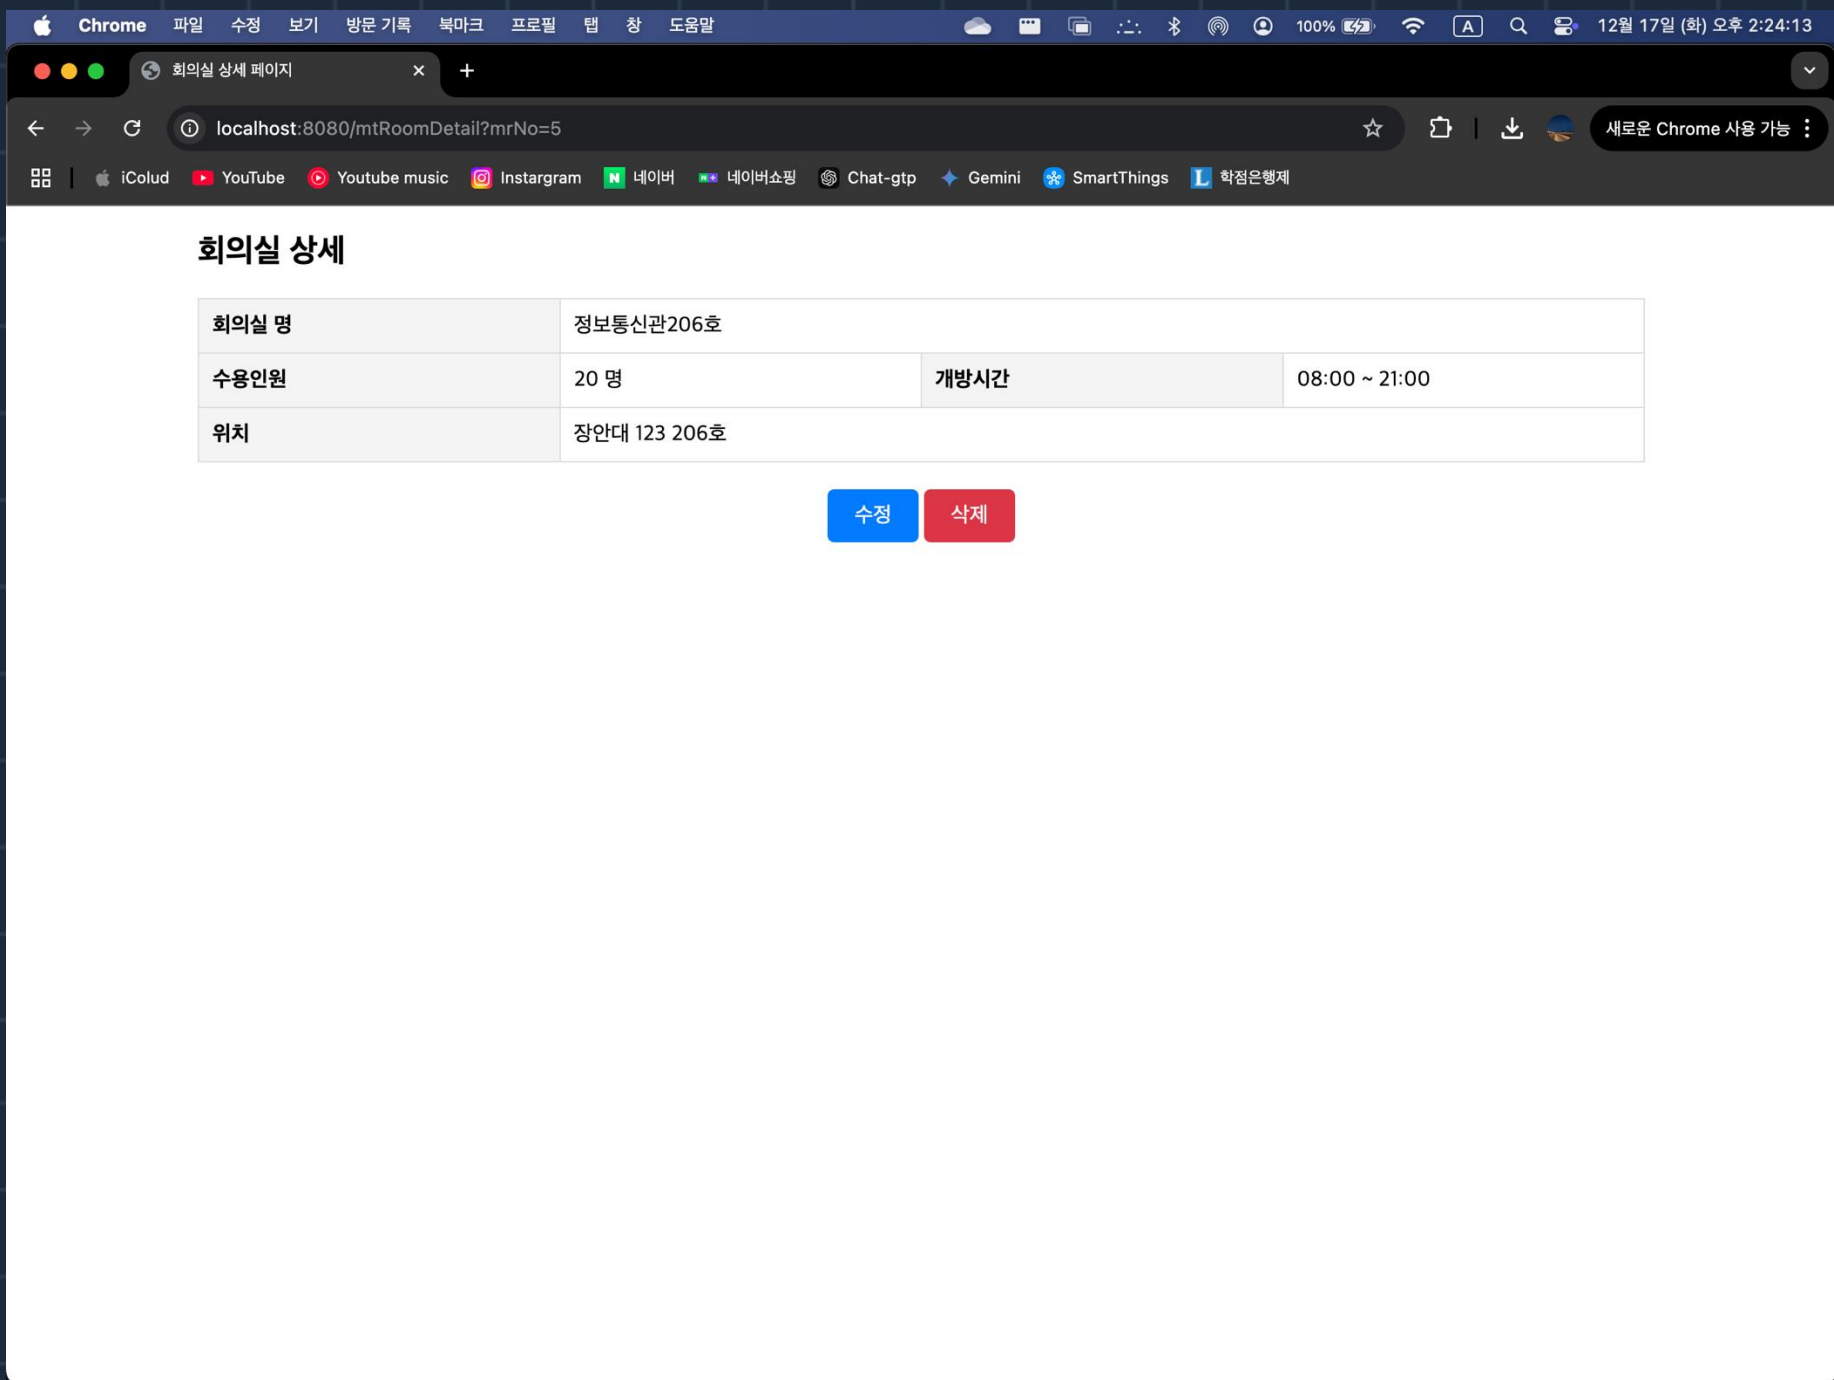 Chrome 파일 수정 보기 방문 기록 북마크 프로필 탭 창 도움말 100% A 12월 17일 (화) 오후 2:24:13
회의실 상세 페이지
localhost:8080/mtRoomDetail?mrNo=5 새로운 Chrome 사용 가능
iColud YouTube Youtube music Instargram N 네이버 N+ 네이버쇼핑 Chat-gtp Gemini SmartThings L 학점은행제
회의실 상세
회의실 명 정보통신관206호
수용인원 20 명 개방시간 08:00 ~ 21:00
위치 장안대 123 206호
수정 삭제